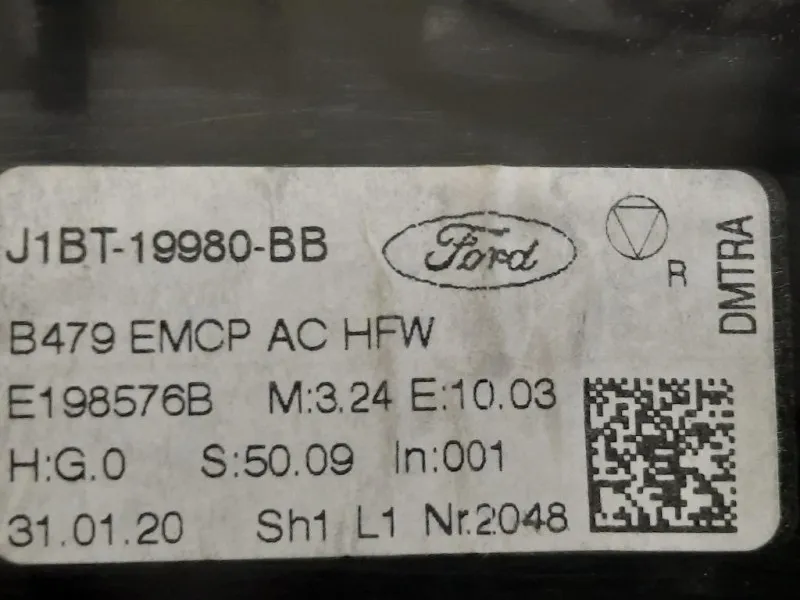 J1BT-19980-BB Ford R
DMTRA
B479 EMCP AC HFW
E198576B M:3.24 E:10.03
H:G.0 S:50.09 In:001
31.01.20 Sh1 L1 Nr.2048